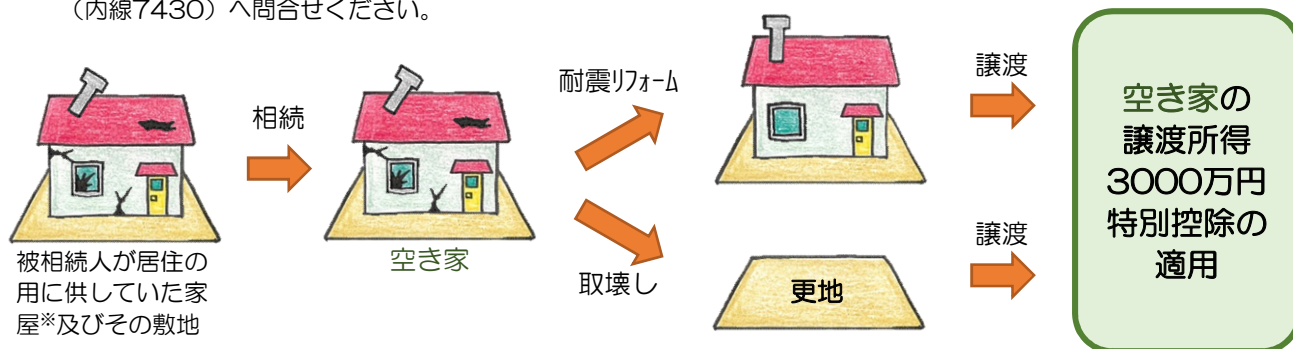 （内線7430）へ問合せください。
被相続人が居住の
用に供していた家
屋※及びその敷地
相続
空き家
耐震リフォーム
取壊し
更地
譲渡
譲渡
空き家の
譲渡所得
3000万円
特別控除の
適用